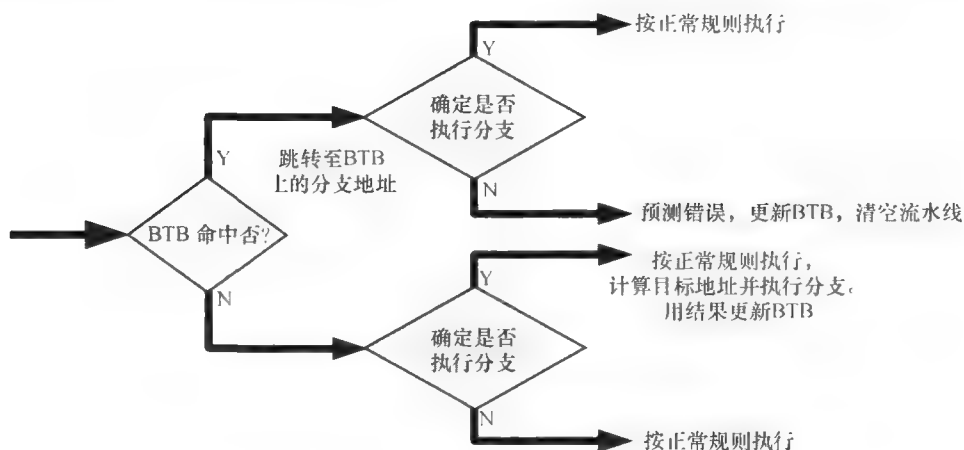 按正常规则执行
Y
确定是否
执行分支
Y
跳转至BTB
上的分支地址
N
预测错误，更新BTB，清空流水线
BTB 命中否?
N
Y
按正常规则执行，
计算目标地址并执行分支。
用结果更新BTB
确定是否
执行分支
N
按正常规则执行